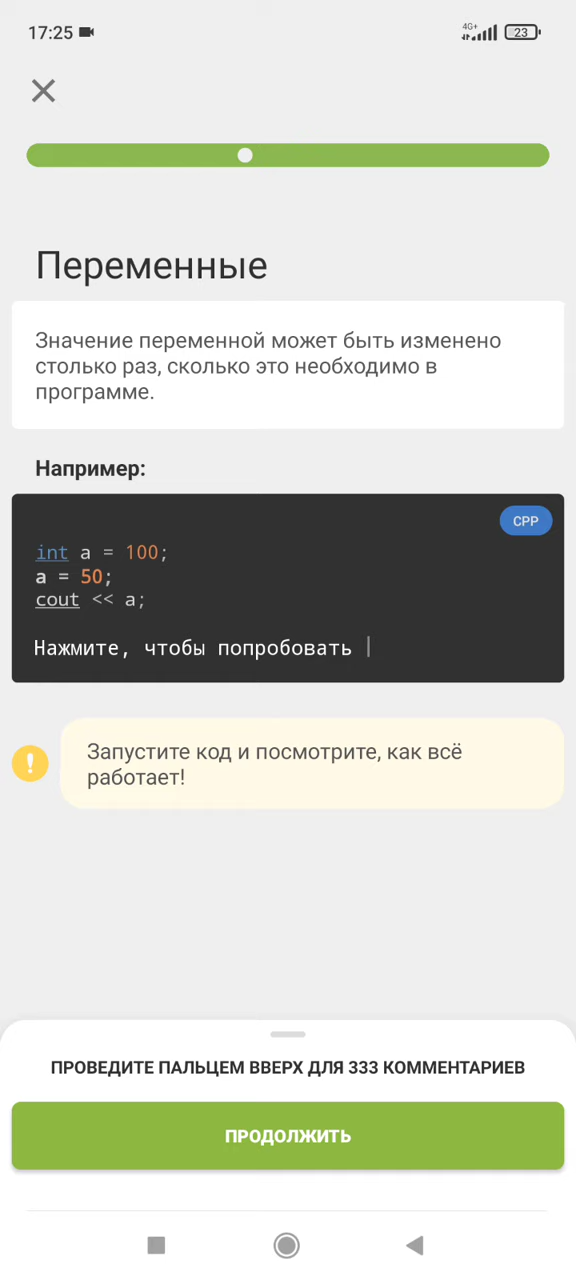 17:25
4G+
23
Переменные
Значение переменной может быть изменено
столько раз, сколько это необходимо в
программе.
Например:
CPP
int a = 100;
a = 50;
cout << a;
Нажмите, чтобы попробовать
Запустите код и посмотрите, как всё
работает!
ПРОВЕДИТЕ ПАЛЬЦЕМ ВВЕРХ ДЛЯ 333 КОММЕНТАРИЕВ
ПРОДОЛЖИТЬ